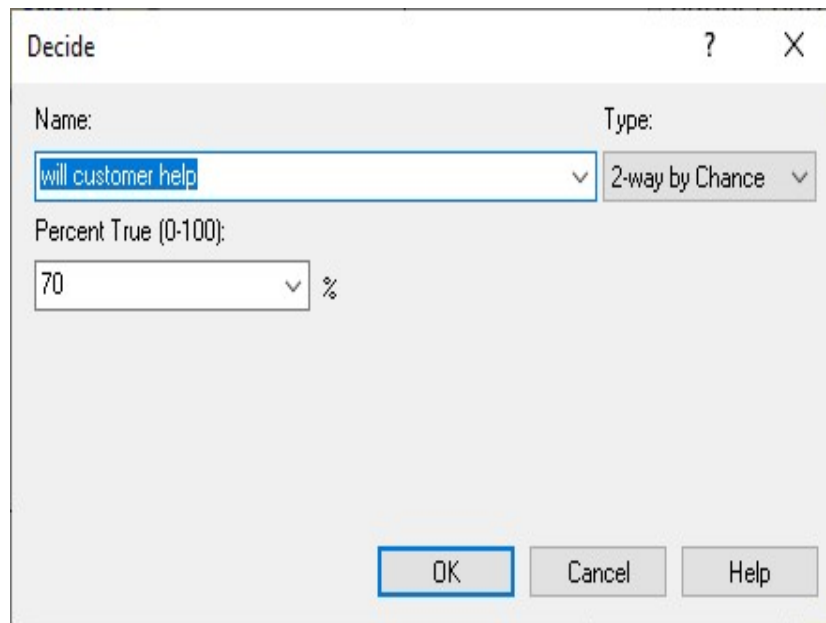 Decide ? X
Name: Type:
will customer help 2-way by Chance
Percent True (0-100):
70 %
OK Cancel Help